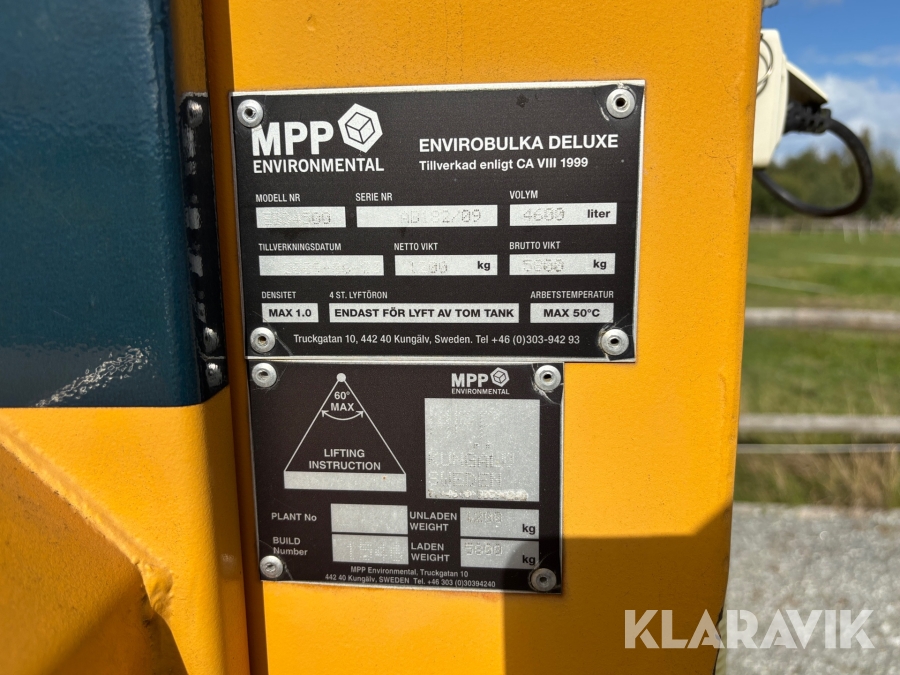 MPP
ENVIRONMENTAL
ENVIROBULKA DELUXE
Tillverkad enligt CA VIII 1999
MODELL NR
SERIE NR
VOLYM
4600 liter
TILLVERKNINGSDATUM
NETTO VIKT
BRUTTO VIKT
kg
kg
DENSITET
4 ST. LYFTÖRON
ARBETSTEMPERATUR
MAX 1.0
ENDAST FÖR LYFT AV TOM TANK
MAX 50°C
Truckgatan 10, 442 40 Kungälv, Sweden. Tel +46 (0)303-942 93
60°
MAX
LIFTING
INSTRUCTION
MPP
ENVIRONMENTAL
KUNGÄLV
SWEDEN
PLANT No
UNLADEN
WEIGHT
kg
BUILD
Number
LADEN
WEIGHT
5800 kg
MPP Environmental, Truckgatan 10
442 40 Kungälv, SWEDEN Tel. +46 303 (0)30394240
KLARAVIK